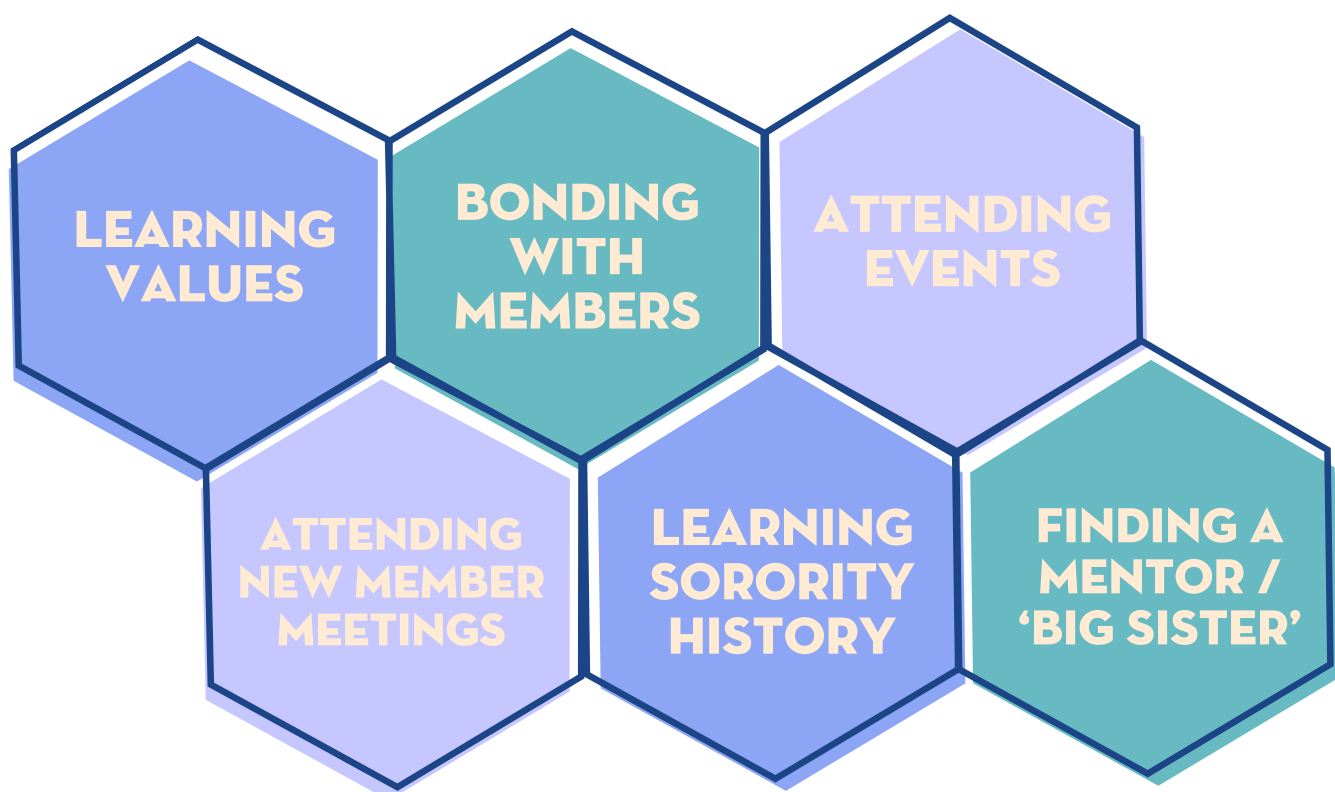 LEARNING
VALUES
BONDING
WITH
MEMBERS
ATTENDING
EVENTS
ATTENDING
NEW MEMBER
MEETINGS
LEARNING
SORORITY
HISTORY
FINDING A
MENTOR /
‘BIG SISTER’